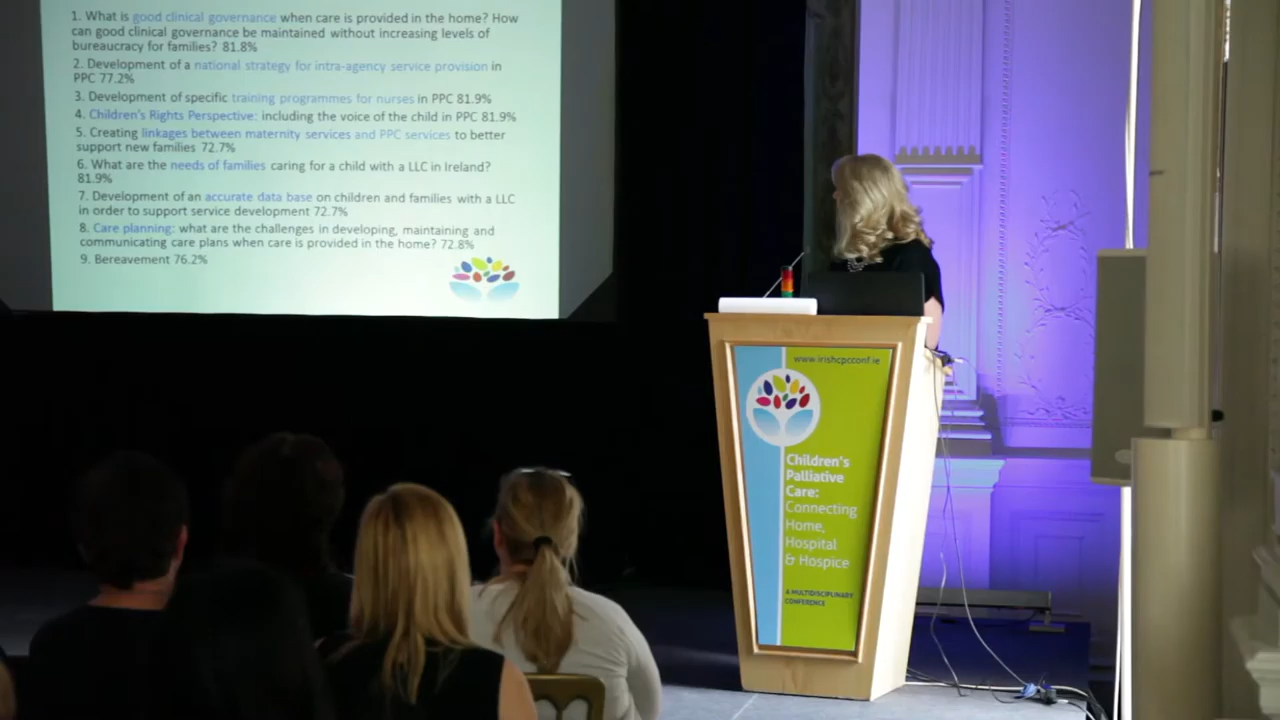 1. What is good clinical governance when care is provided in the home? How
can good clinical governance be maintained without increasing levels of
bureaucracy for families? 81.8%
2. Development of a national strategy for intra-agency service provision in
PPC 77.2%
3. Development of specific training programmes for nurses in PPC 81.9%
4. Children's Rights Perspective: including the voice of the child in PPC 81.9%
5. Creating linkages between maternity services and PPC services to better
support new families 72.7%
6. What are the needs of families caring for a child with a LLC in Ireland?
81.9%
7. Development of an accurate data base on children and families with a LLC
in order to support service development 72.7%
8. Care planning: what are the challenges in developing, maintaining and
communicating care plans when care is provided in the home? 72.8%
9. Bereavement 76.2%
www.irishcpcconf.ie
Children's
Palliative
Care:
Connecting
Home,
Hospital
& Hospice
A MULTIDISCIPLINARY
CONFERENCE